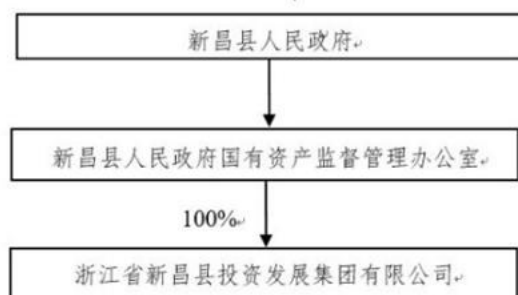 新昌县人民政府
新昌县人民政府国有资产监督管理办公室
100%
浙江省新昌县投资发展集团有限公司